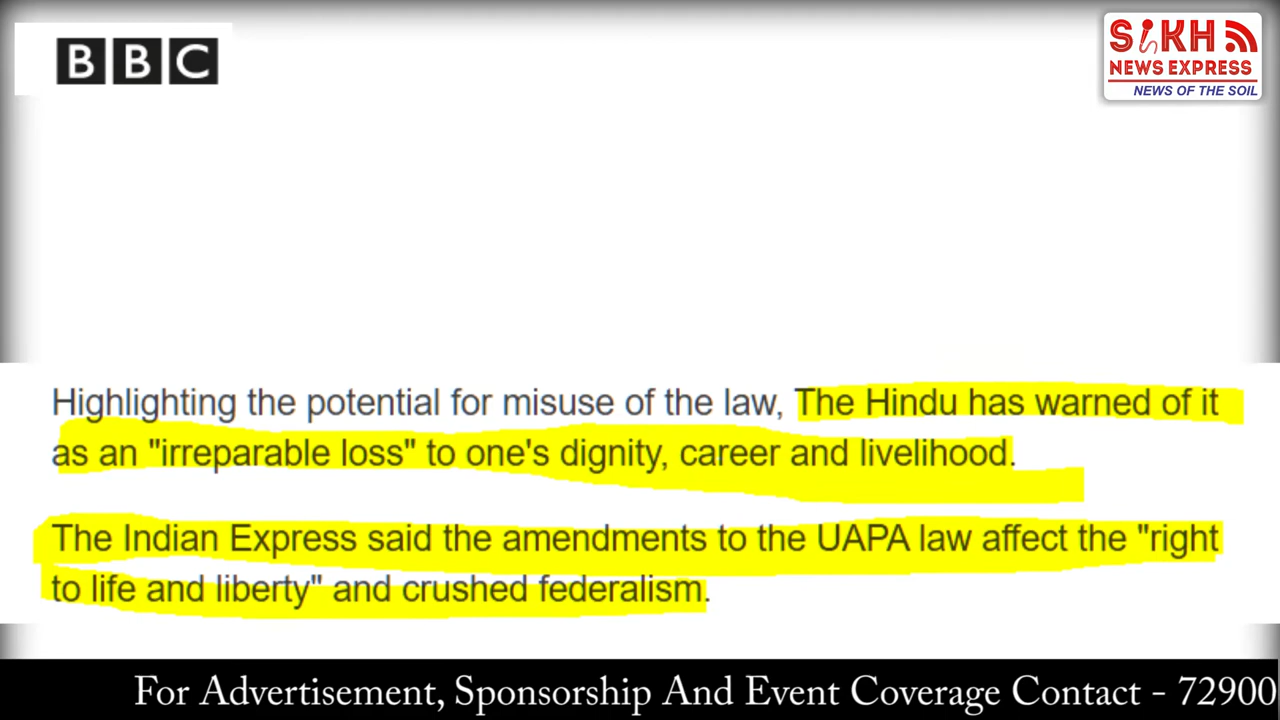 BBC
SiKH
NEWS EXPRESS
NEWS OF THE SOIL
Highlighting the potential for misuse of the law, The Hindu has warned of it
as an "irreparable loss" to one's dignity, career and livelihood.
The Indian Express said the amendments to the UAPA law affect the "right
to life and liberty" and crushed federalism.
For Advertisement, Sponsorship And Event Coverage Contact - 72900